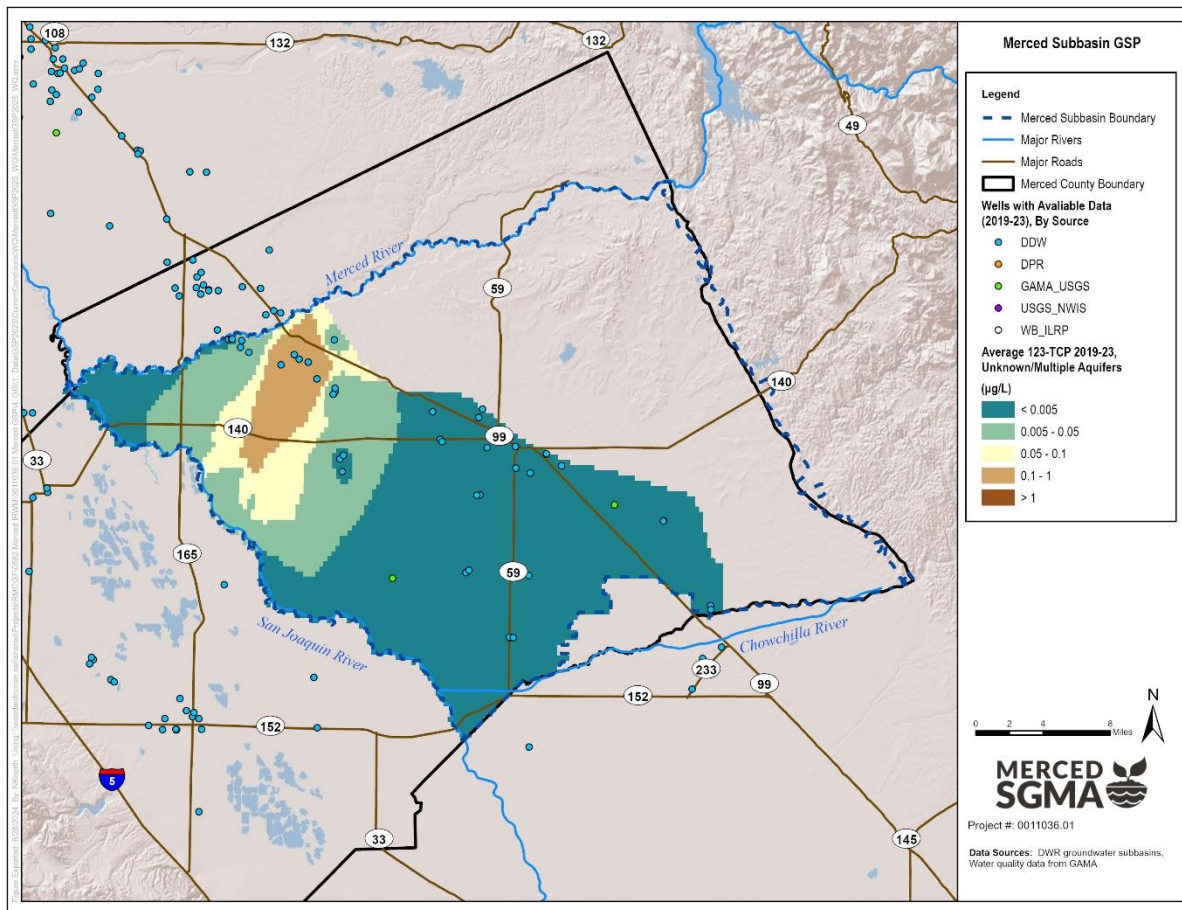 108
132
132
49
Merced River
59
140
140
99
33
165
59
San Joaquin River
Chowchilla River
233
152
99
152
5
33
145
Merced Subbasin GSP
Legend
Merced Subbasin Boundary
Major Rivers
Major Roads
Merced County Boundary
Wells with Avaliable Data
(2019-23), By Source
DDW
DPR
GAMA_USGS
USGS_NWIS
WB_ILRP
Average 123-TCP 2019-23,
Unknown/Multiple Aquifers
(µg/L)
< 0.005
0.005 - 0.05
0.05 - 0.1
0.1 - 1
> 1
N
0 2 4 8
Miles
MERCED
SGMA
Project #: 0011036.01
Data Sources: DWR groundwater subbasins,
Water quality data from GAMA